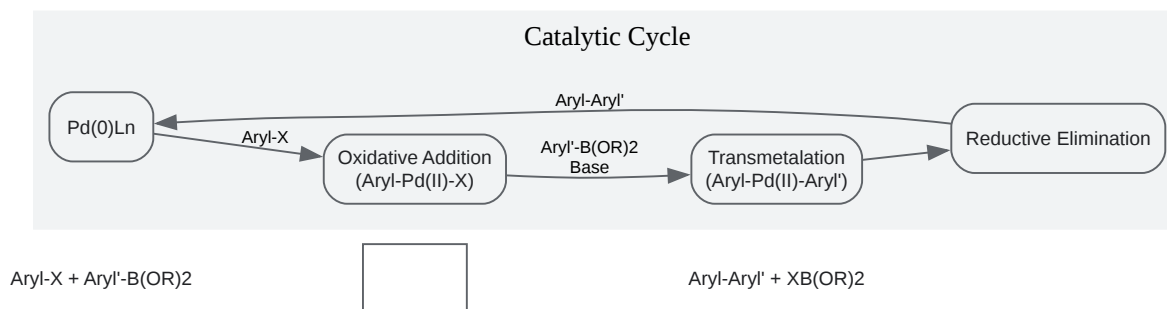 Catalytic Cycle
Aryl-Aryl'
Pd(0)Ln
Aryl-X
Oxidative Addition
(Aryl-Pd(II)-X)
Aryl'-B(OR)2
Base
Transmetalation
(Aryl-Pd(II)-Aryl')
Reductive Elimination
Aryl-X + Aryl'-B(OR)2
Aryl-Aryl' + XB(OR)2